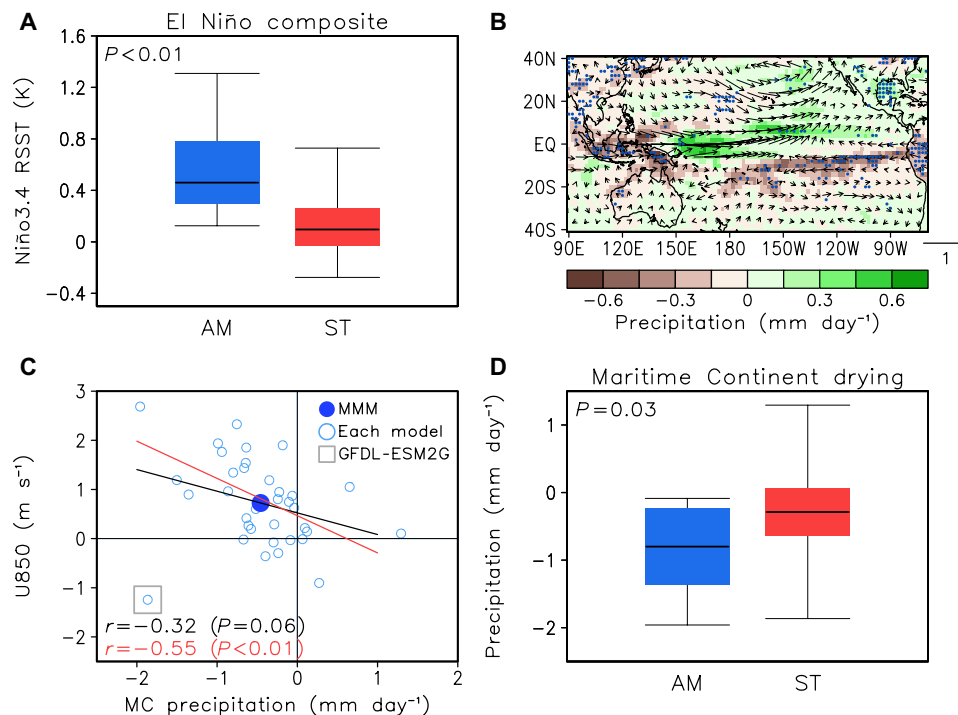 A
El Niño composite
P<0.01
Niño3.4 RSST (K)
1.6
1.2
0.8
0.4
0
−0.4
AM
ST
B
40N
20N
EQ
20S
40S
90E
120E
150E
180
150W
120W
90W
1
−0.6
−0.3
0
0.3
0.6
Precipitation (mm day⁻¹)
C
U850 (m s⁻¹)
3
2
1
0
−1
−2
MMM
Each model
GFDL−ESM2G
r=−0.32 (P=0.06)
r=−0.55 (P<0.01)
−2
−1
0
1
2
MC precipitation (mm day⁻¹)
D
Maritime Continent drying
P=0.03
Precipitation (mm day⁻¹)
1
0
−1
−2
AM
ST